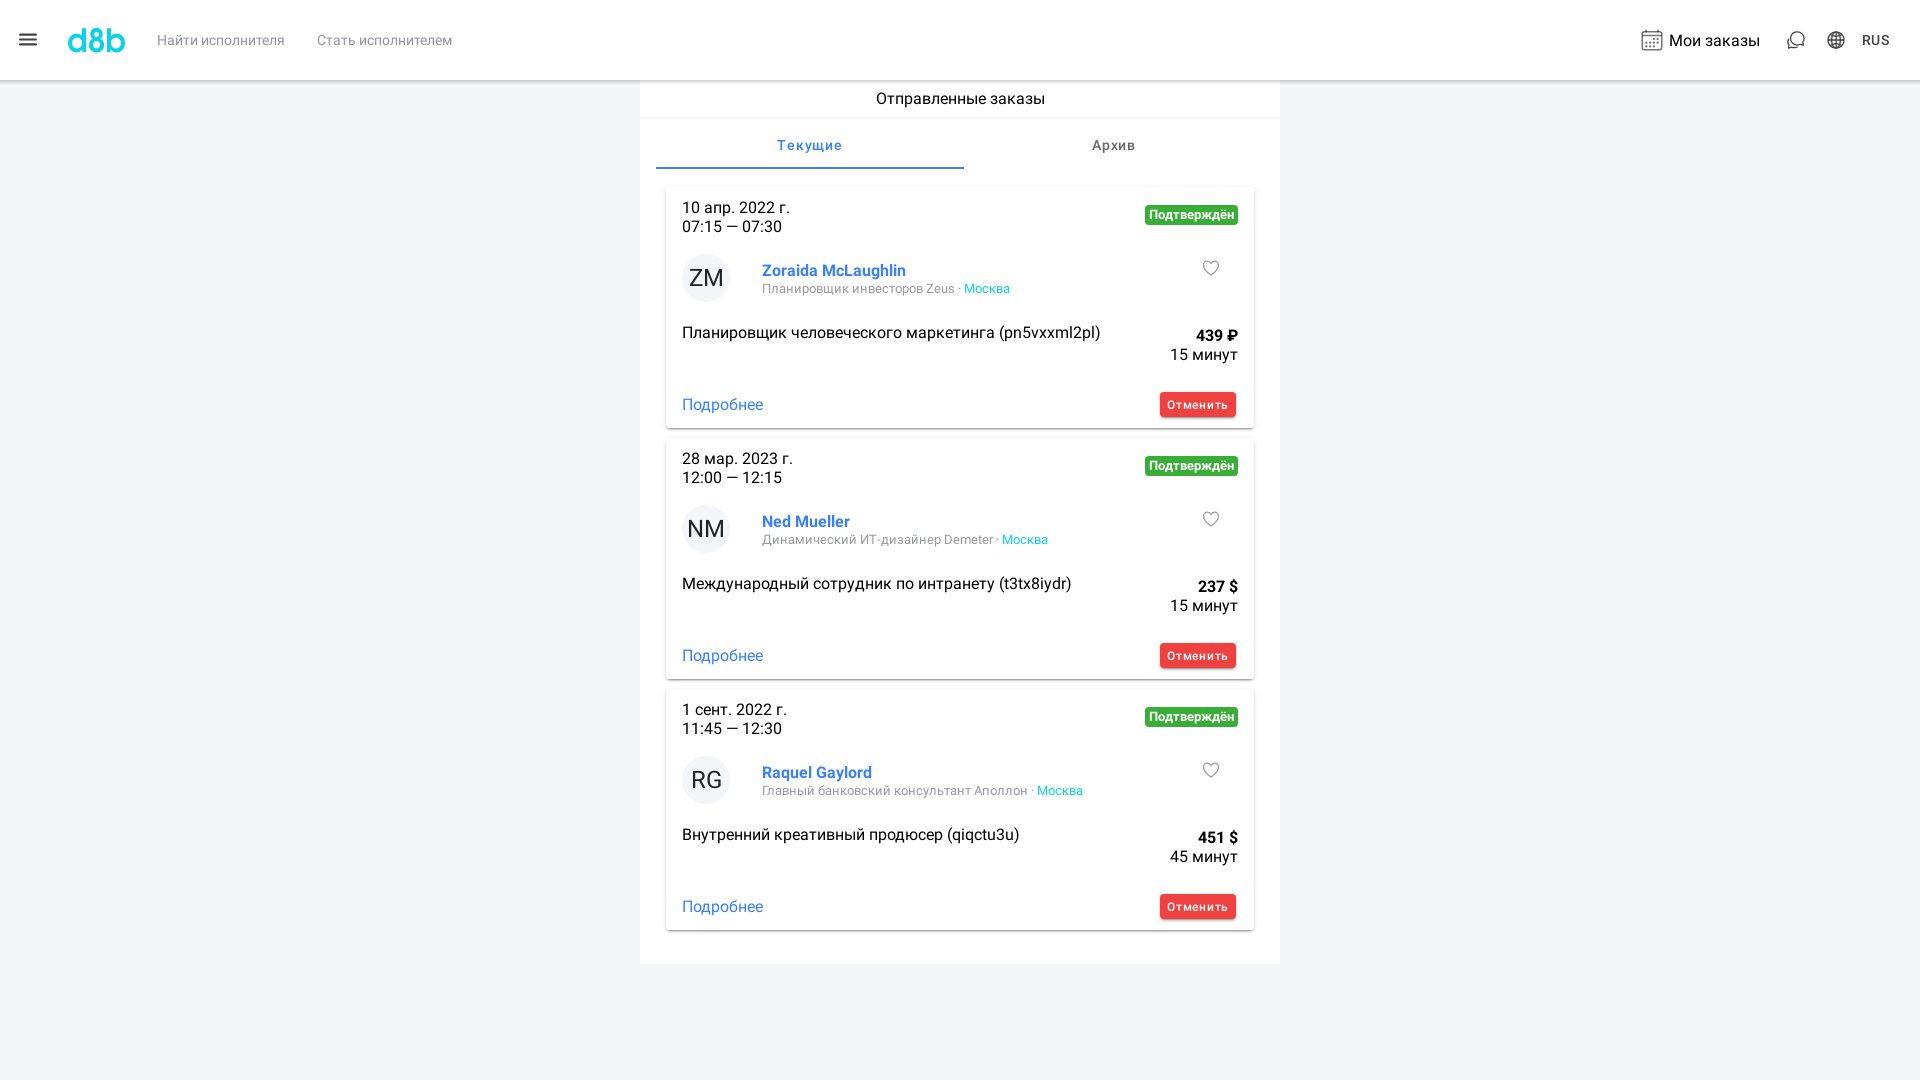 d8b
Найти исполнителя
Стать исполнителем
Мои заказы
RUS
Отправленные заказы
Текущие
Архив
10 апр. 2022 г.
07:15 — 07:30
Подтверждён
ZM
Zoraida McLaughlin
Планировщик инвесторов Zeus · Москва
Планировщик человеческого маркетинга (pn5vxxml2pl)
439 ₽
15 минут
Подробнее
Отменить
28 мар. 2023 г.
12:00 — 12:15
Подтверждён
NM
Ned Mueller
Динамический ИТ-дизайнер Demeter · Москва
Международный сотрудник по интранету (t3tx8iydr)
237 $
15 минут
Подробнее
Отменить
1 сент. 2022 г.
11:45 — 12:30
Подтверждён
RG
Raquel Gaylord
Главный банковский консультант Аполлон · Москва
Внутренний креативный продюсер (qiqctu3u)
451 $
45 минут
Подробнее
Отменить